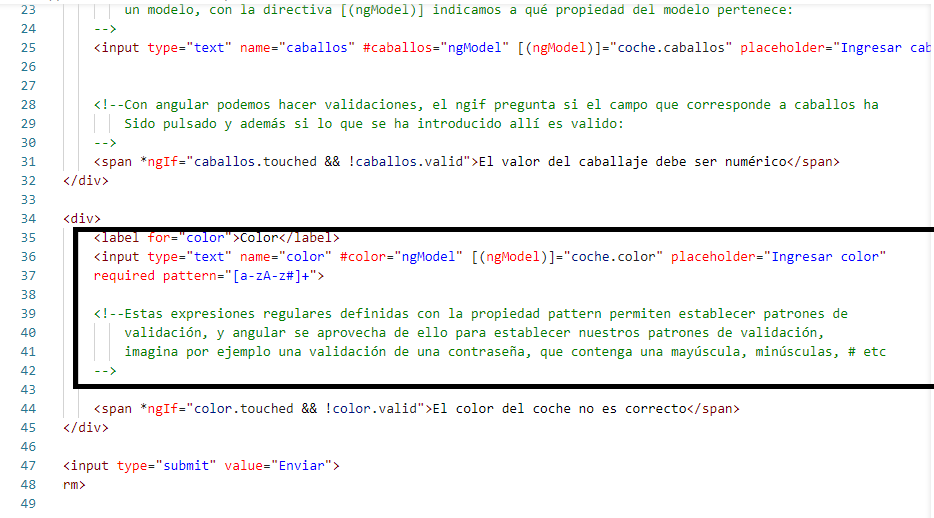 23 un modelo, con la directiva [(ngModel)] indicamos a qué propiedad del modelo pertenece:
24 -->
25 <input type="text" name="caballos" #caballos="ngModel" [(ngModel)]="coche.caballos" placeholder="Ingresar cab
26
27
28 <!--Con angular podemos hacer validaciones, el ngif pregunta si el campo que corresponde a caballos ha
29 Sido pulsado y además si lo que se ha introducido allí es valido:
30 -->
31 <span *ngIf="caballos.touched && !caballos.valid">El valor del caballaje debe ser numérico</span>
32 </div>
33
34 <div>
35 <label for="color">Color</label>
36 <input type="text" name="color" #color="ngModel" [(ngModel)]="coche.color" placeholder="Ingresar color"
37 required pattern="[a-zA-z#]+">
38
39 <!--Estas expresiones regulares definidas con la propiedad pattern permiten establecer patrones de
40 validación, y angular se aprovecha de ello para establecer nuestros patrones de validación,
41 imagina por ejemplo una validación de una contraseña, que contenga una mayúscula, minúsculas, # etc
42 -->
43
44 <span *ngIf="color.touched && !color.valid">El color del coche no es correcto</span>
45 </div>
46
47 <input type="submit" value="Enviar">
48 rm>
49